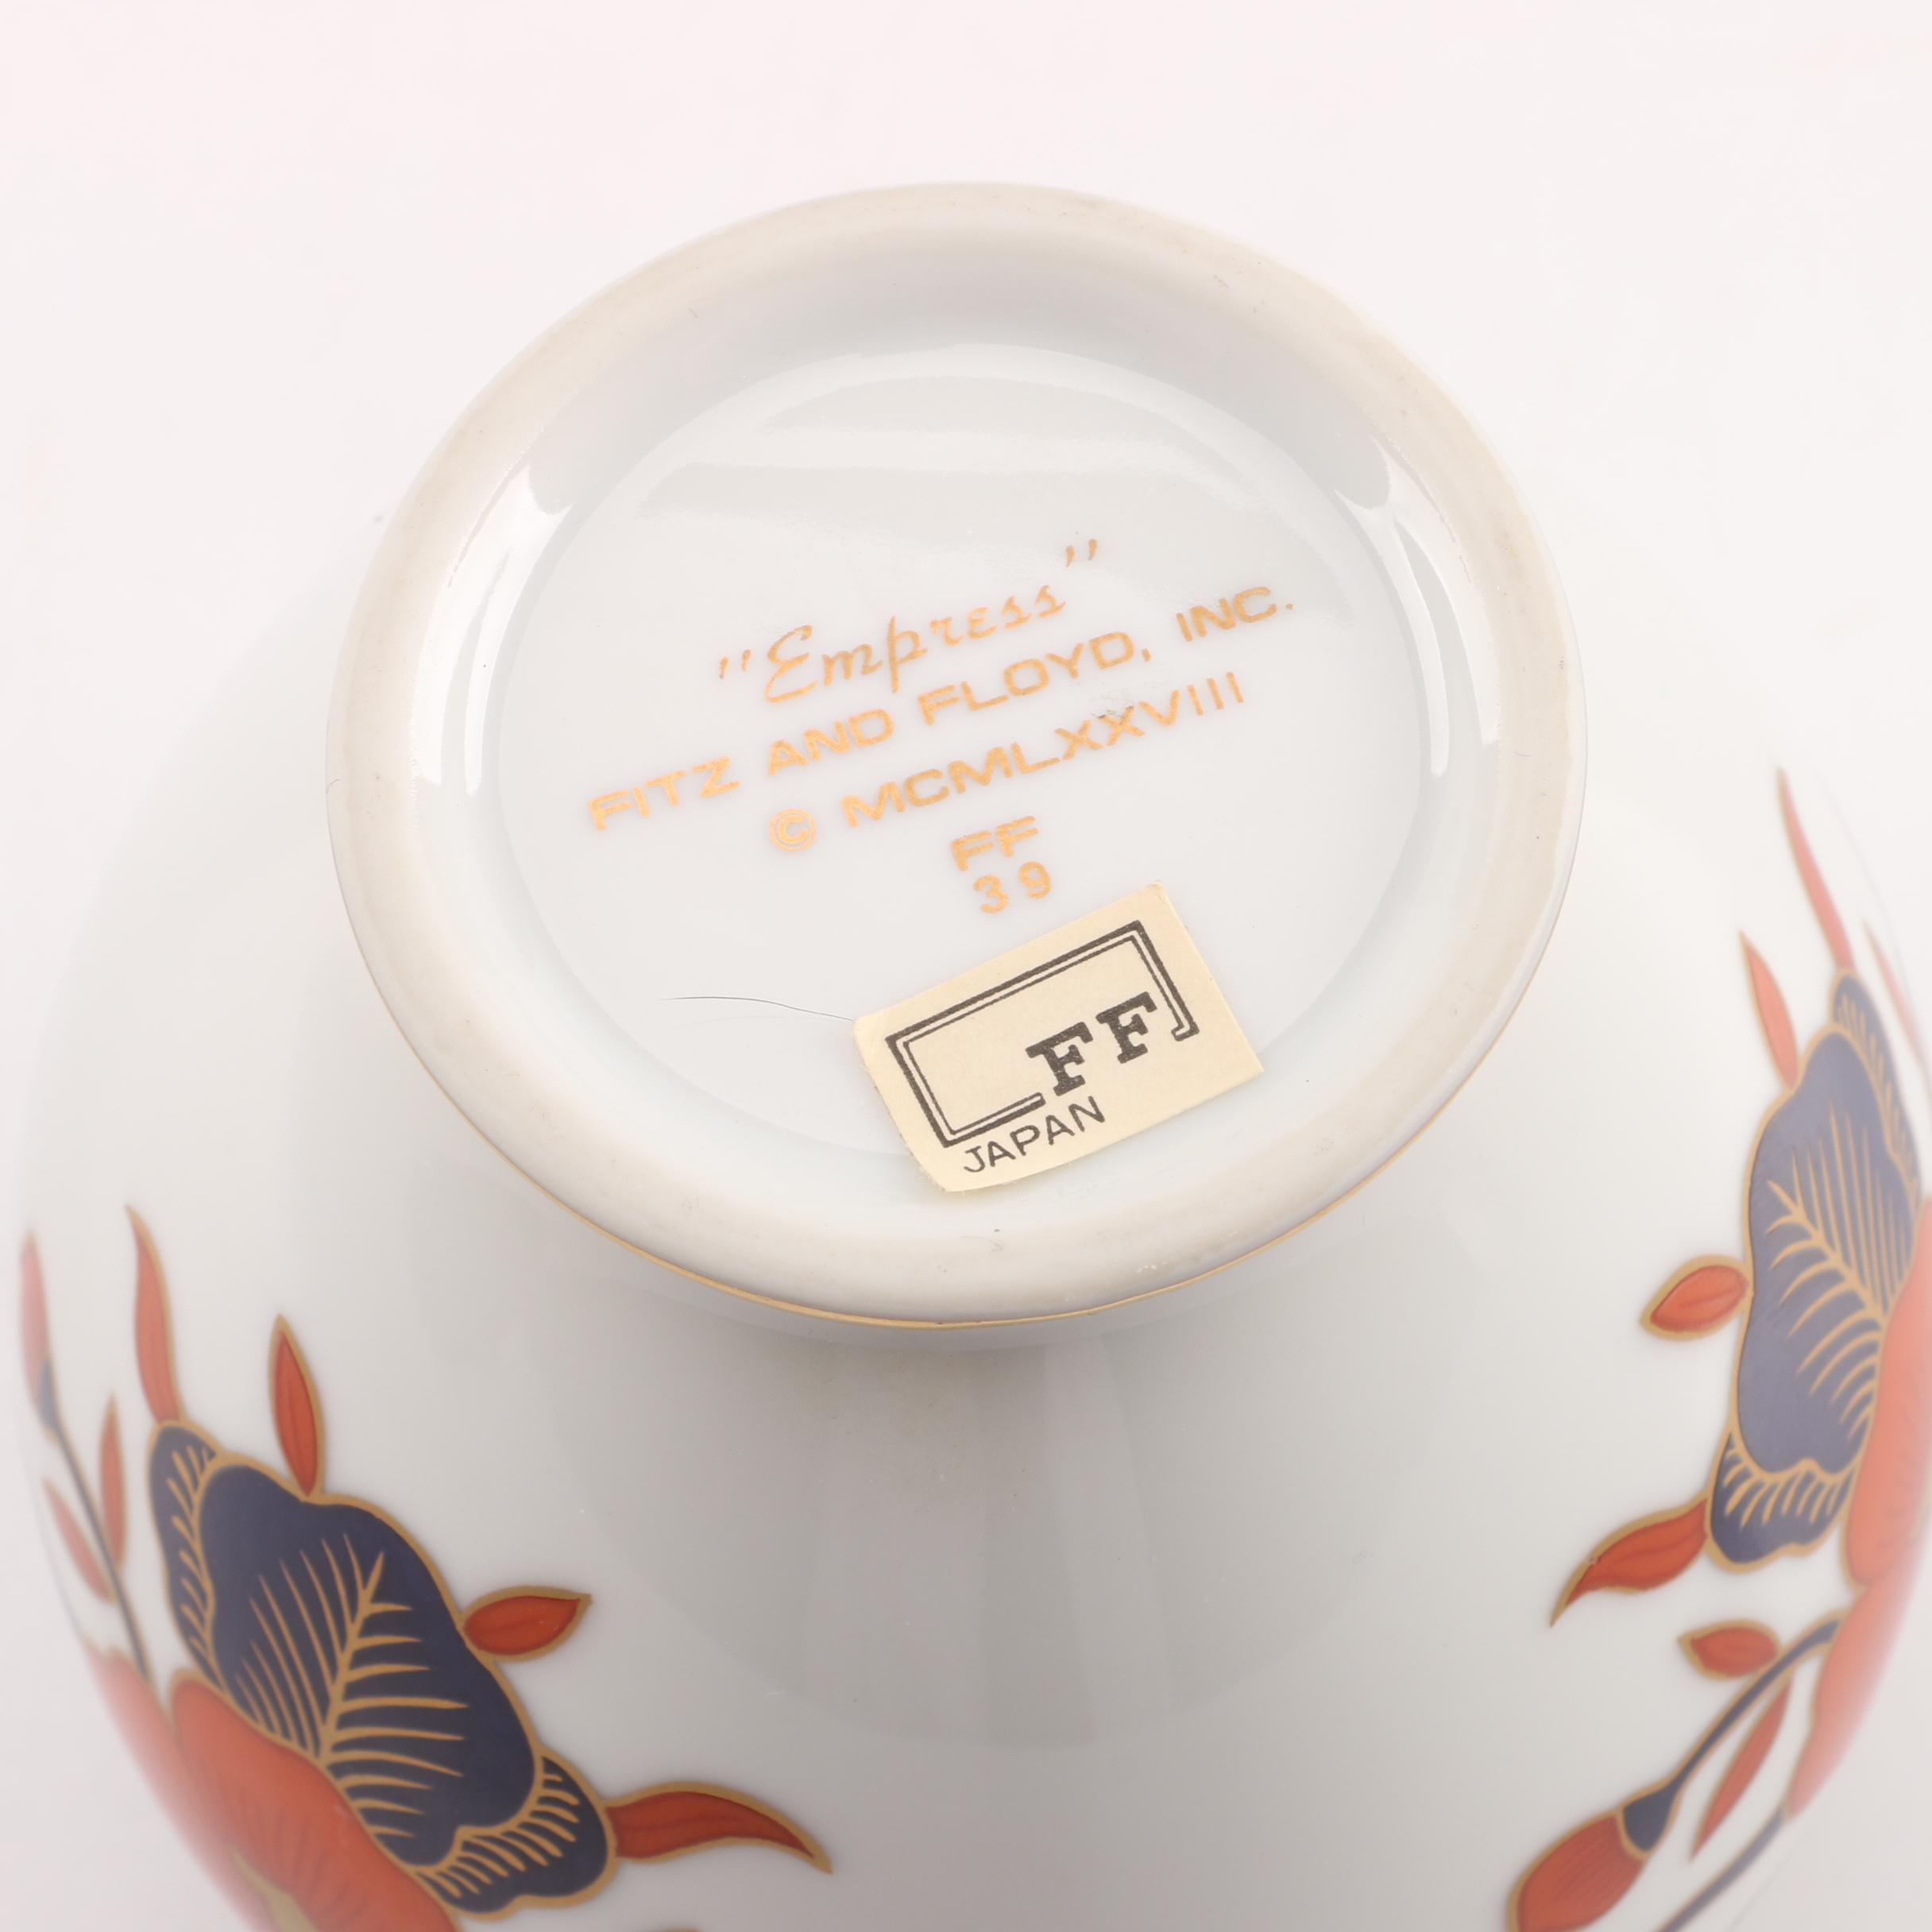 "Empress"
FITZ AND FLOYD, INC.
© MCMLXXVIII
FF
39
FF
JAPAN